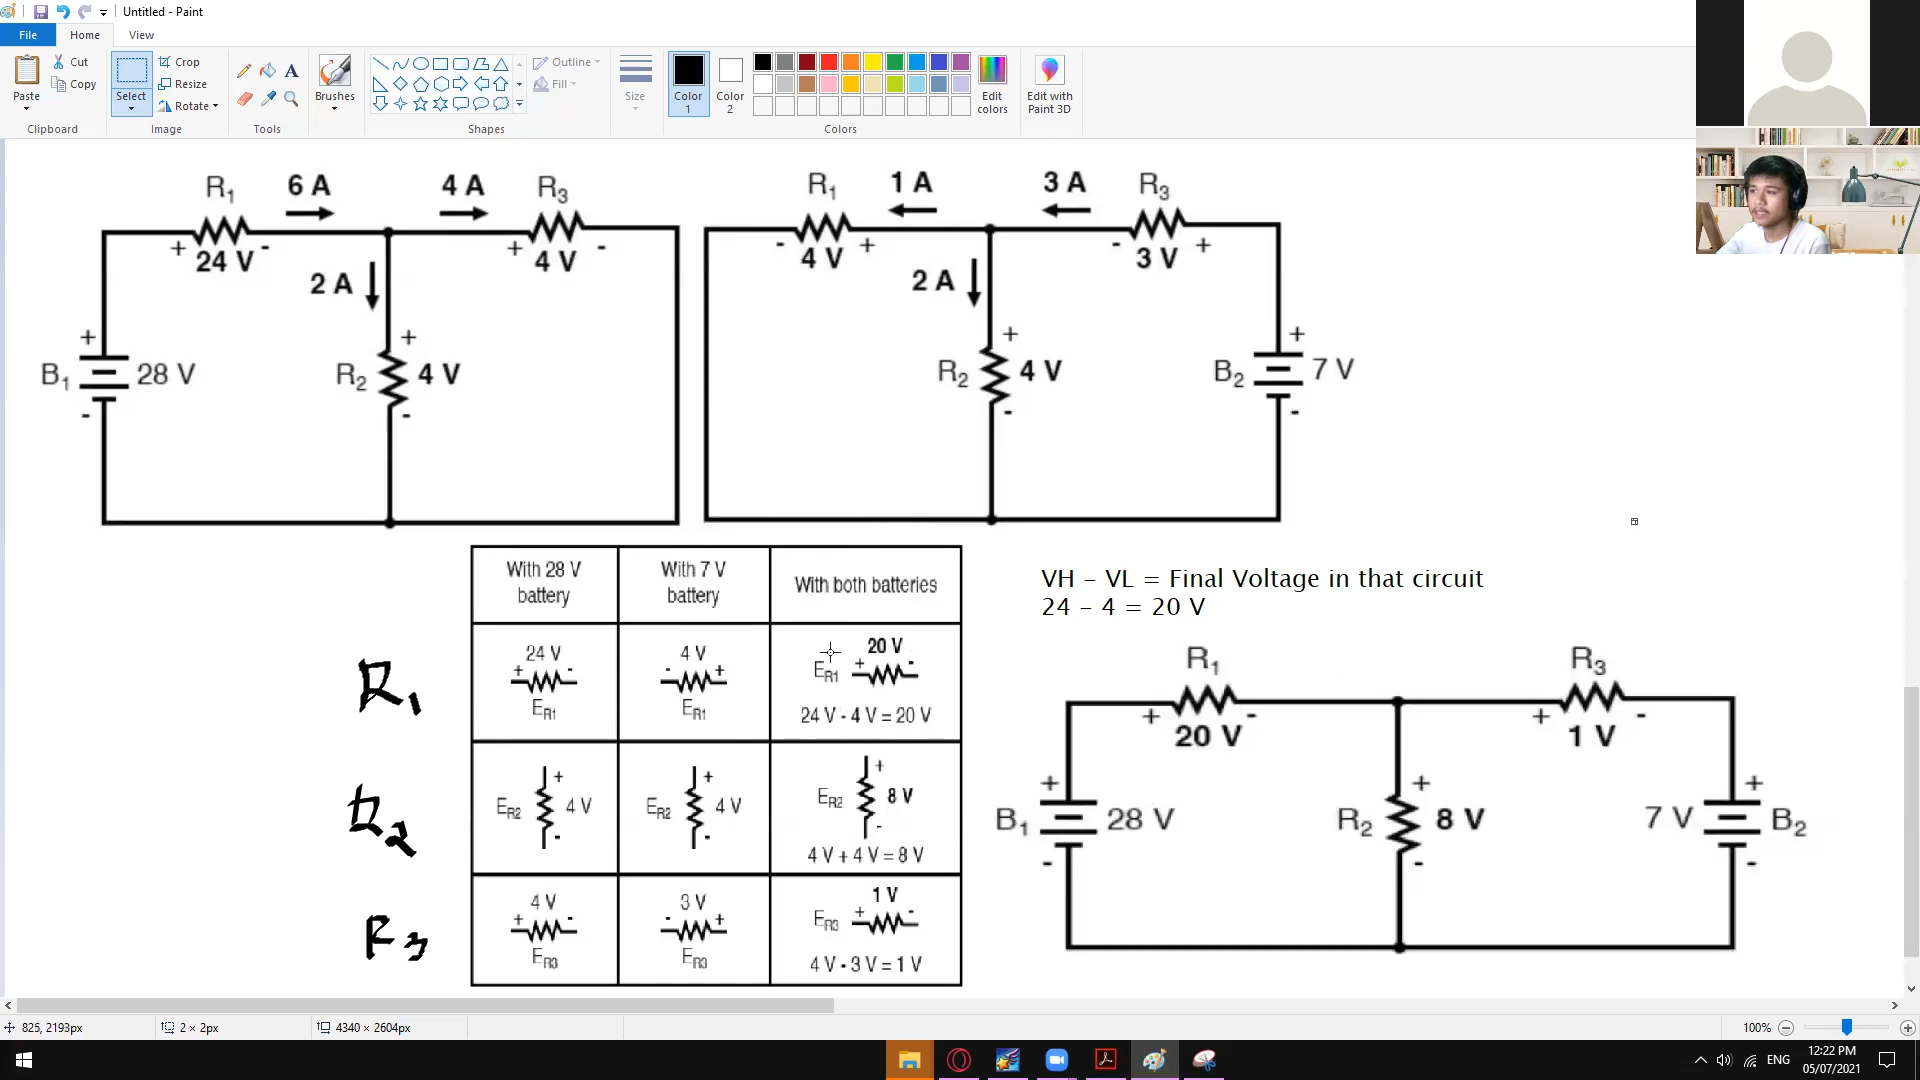 Untitled - Paint
File Home View
Paste
Cut
Copy
Clipboard
Select
Crop
Resize
Rotate
Image
Tools
Brushes
Shapes
Outline
Fill
Size
Color 1
Color 2
Colors
Edit colors
Edit with Paint 3D
R1 6 A 4 A R3
+ 24 V -
+ 4 V -
2 A
+
B1 28 V
-
+
R2 4 V
-
R1 1 A 3 A R3
- 4 V +
- 3 V +
2 A
+
R2 4 V
-
+
B2 7 V
-
With 28 V battery
With 7 V battery
With both batteries
R1
24 V
+ -
ER1
4 V
- +
ER1
20 V
ER1 + -
24 V - 4 V = 20 V
R2
+
ER2 4 V
-
+
ER2 4 V
-
+
ER2 8 V
-
4 V + 4 V = 8 V
R3
4 V
+ -
ER3
3 V
- +
ER3
1 V
ER3 + -
4 V - 3 V = 1 V
VH – VL = Final Voltage in that circuit
24 – 4 = 20 V
R1 R3
+ 20 V -
+ 1 V -
+
B1 28 V
-
+
R2 8 V
-
+
7 V B2
-
825, 2193px
2 × 2px
4340 × 2604px
100%
ENG
12:22 PM
05/07/2021